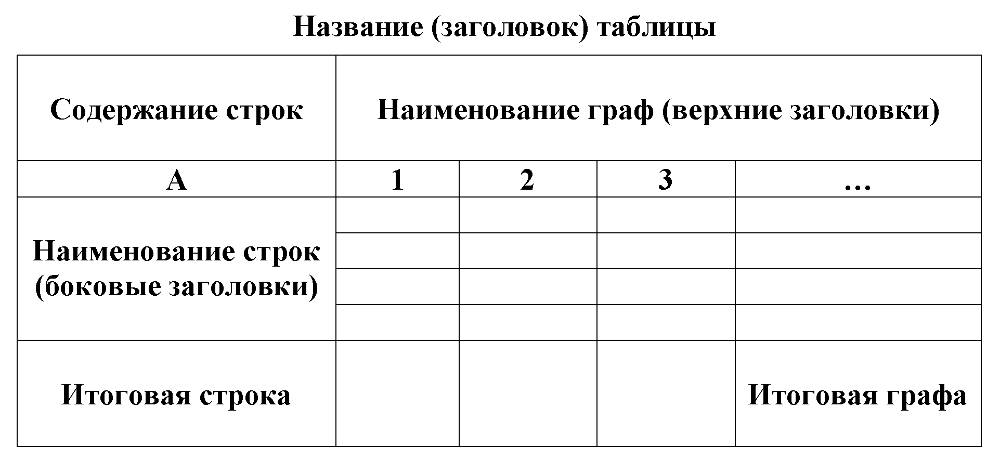 Название (заголовок) таблицы
Содержание строк
Наименование граф (верхние заголовки)
А
1
2
3
…
Наименование строк
(боковые заголовки)
Итоговая строка
Итоговая графа